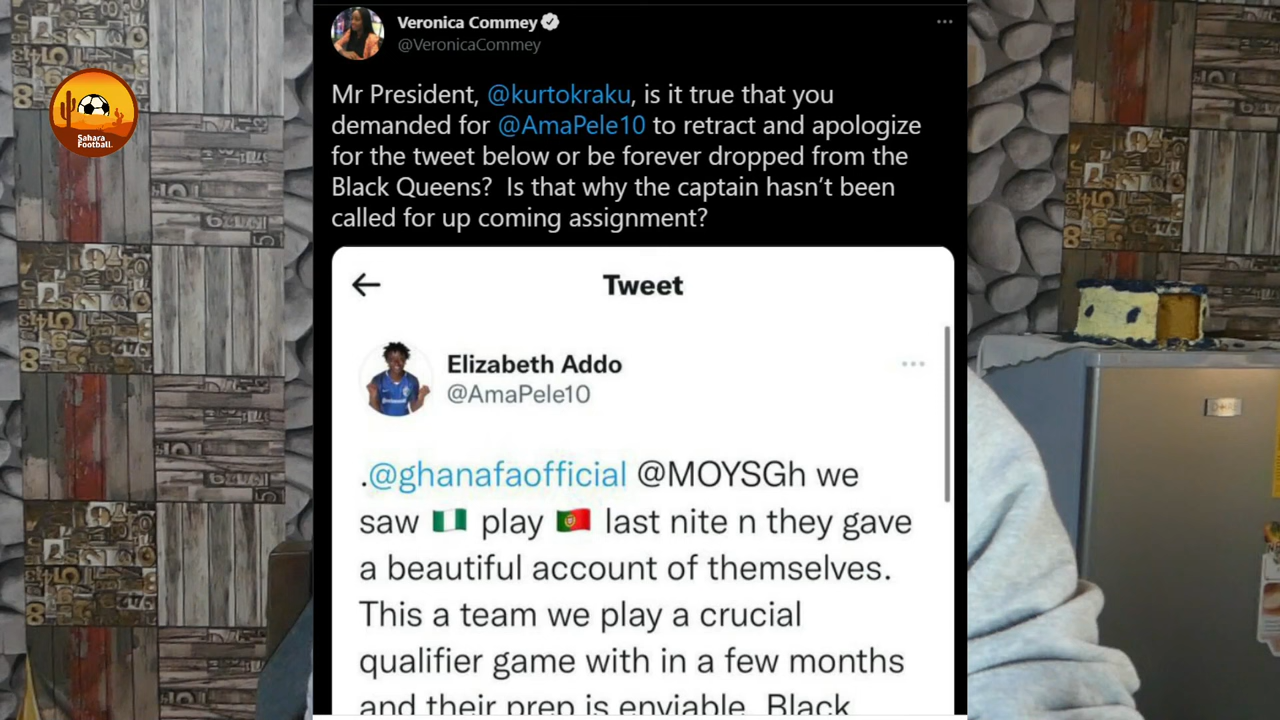 Sahara
Football.
Veronica Commey
@VeronicaCommey
Mr President, @kurtokraku, is it true that you
demanded for @AmaPele10 to retract and apologize
for the tweet below or be forever dropped from the
Black Queens? Is that why the captain hasn’t been
called for up coming assignment?
Tweet
Elizabeth Addo
@AmaPele10
.@ghanafaofficial @MOYSGh we
saw 🇳🇬 play 🇵🇹 last nite n they gave
a beautiful account of themselves.
This a team we play a crucial
qualifier game with in a few months
and their prep is enviable. Black